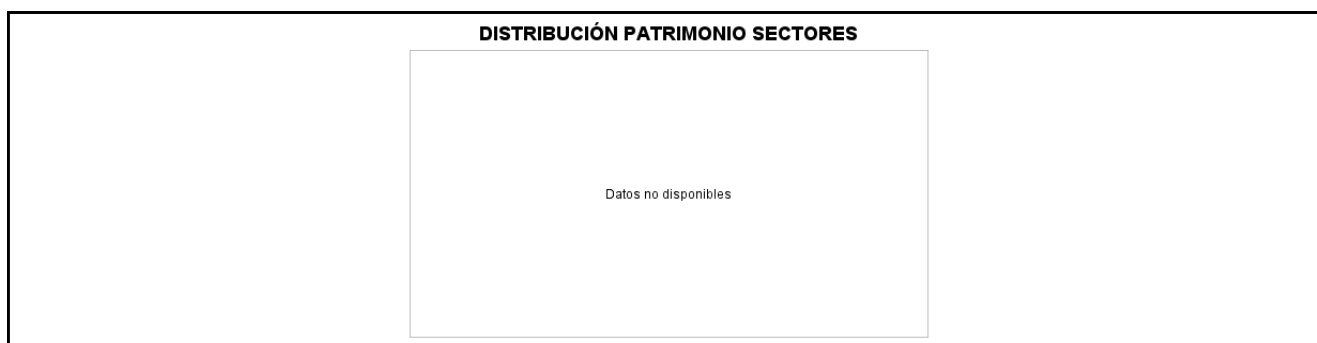 DISTRIBUCIÓN PATRIMONIO SECTORES
Datos no disponibles